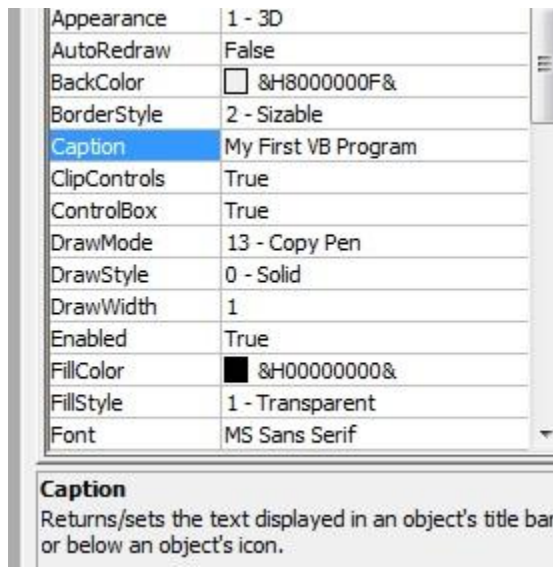 Appearance 1 - 3D
AutoRedraw False
BackColor &H8000000F&
BorderStyle 2 - Sizable
Caption My First VB Program
ClipControls True
ControlBox True
DrawMode 13 - Copy Pen
DrawStyle 0 - Solid
DrawWidth 1
Enabled True
FillColor &H00000000&
FillStyle 1 - Transparent
Font MS Sans Serif
Caption
Returns/sets the text displayed in an object's title bar
or below an object's icon.